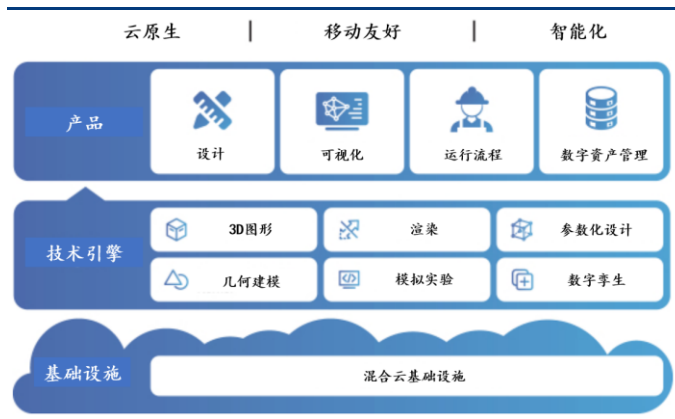 云原生 | 移动友好 | 智能化
产品
设计 可视化 运行流程 数字资产管理
技术引擎
3D图形 渲染 参数化设计
几何建模 模拟实验 数字孪生
基础设施
混合云基础设施